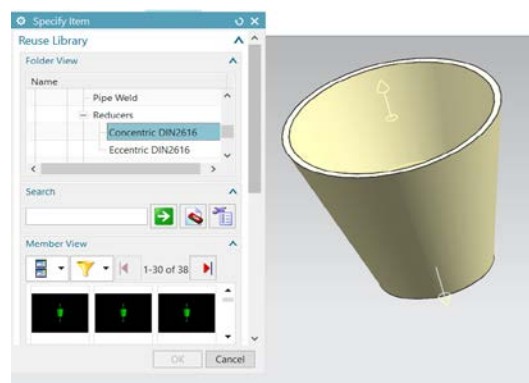 Specify Item
Reuse Library
Folder View
Name
Pipe Weld
Reducers
Concentric DIN2616
Eccentric DIN2616
Search
Member View
1-30 of 38
OK
Cancel